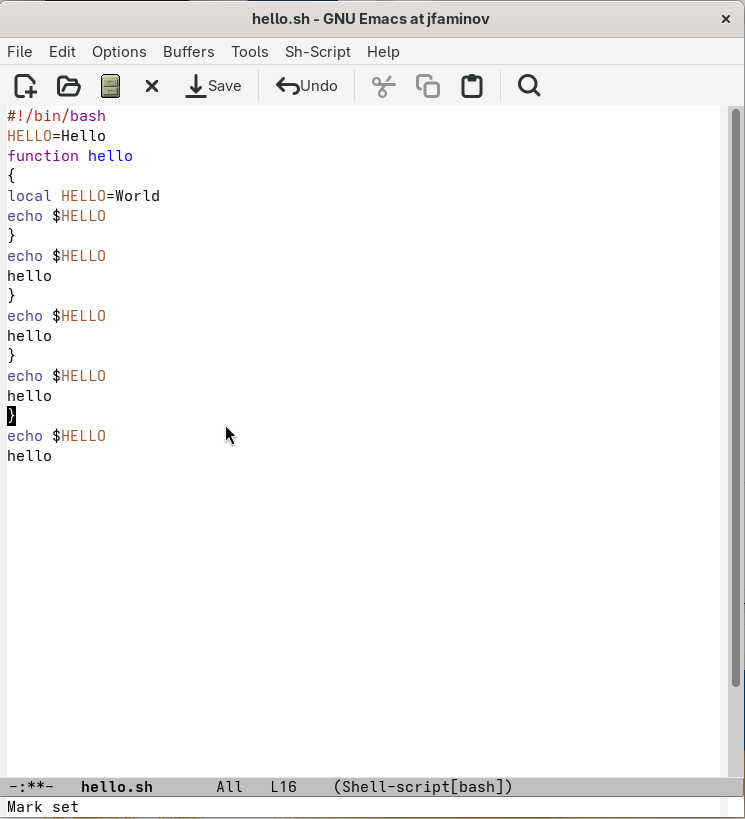 hello.sh - GNU Emacs at jfaminov
File Edit Options Buffers Tools Sh-Script Help
Save Undo
#!/bin/bash
HELLO=Hello
function hello
{
local HELLO=World
echo $HELLO
}
echo $HELLO
hello
}
echo $HELLO
hello
}
echo $HELLO
hello
}
echo $HELLO
hello
-:**- hello.sh All L16 (Shell-script[bash])
Mark set